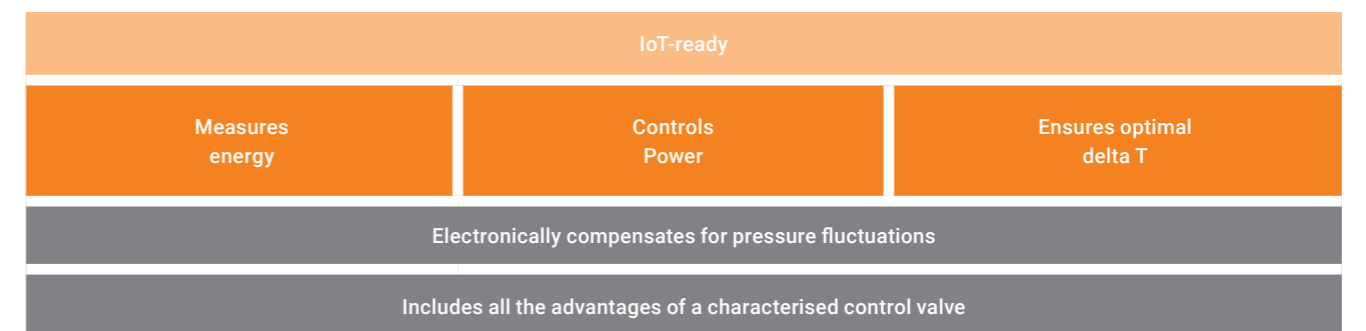 IoT-ready
Measures
energy
Controls
Power
Ensures optimal
delta T
Electronically compensates for pressure fluctuations
Includes all the advantages of a characterised control valve